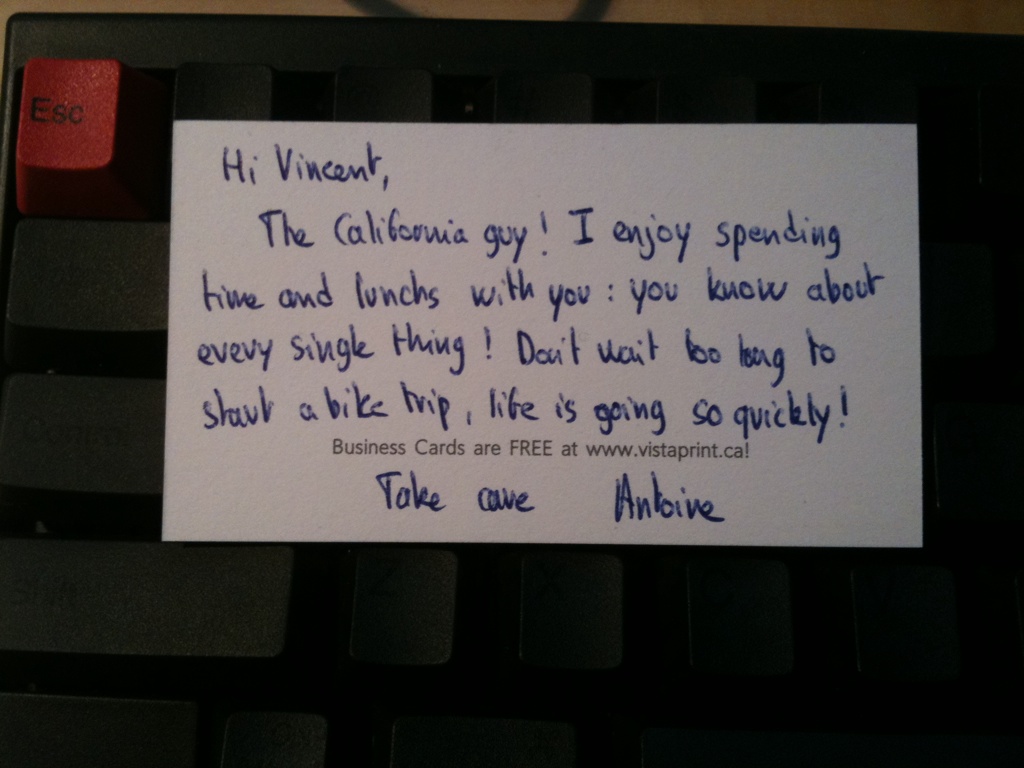 Esc
Hi Vincent,
The California guy! I enjoy spending
time and lunchs with you : you know about
every single thing! Don't wait too long to
start a bike trip, life is going so quickly!
Business Cards are FREE at www.vistaprint.ca!
Take care Antoine
Control
Shift
Z X C V